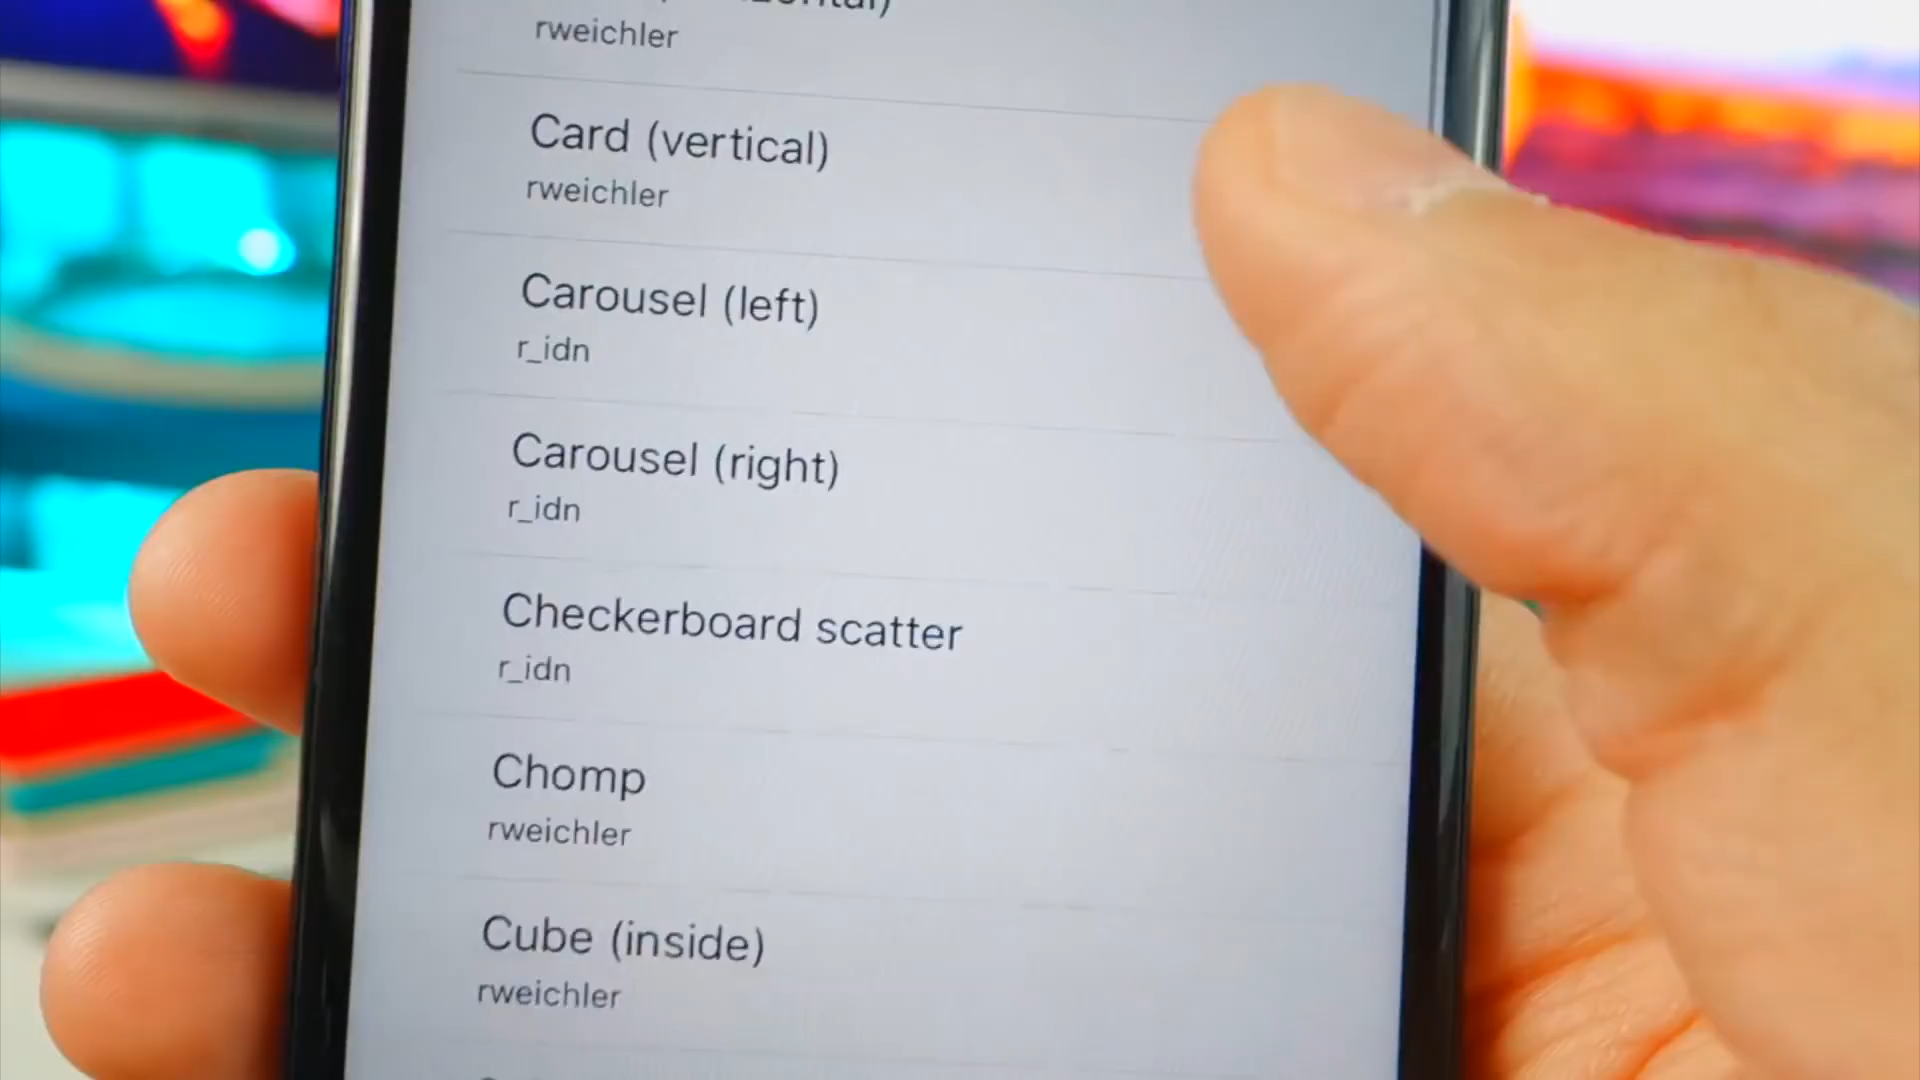 rweichler
Card (vertical)
rweichler
Carousel (left)
r_idn
Carousel (right)
r_idn
Checkerboard scatter
r_idn
Chomp
rweichler
Cube (inside)
rweichler